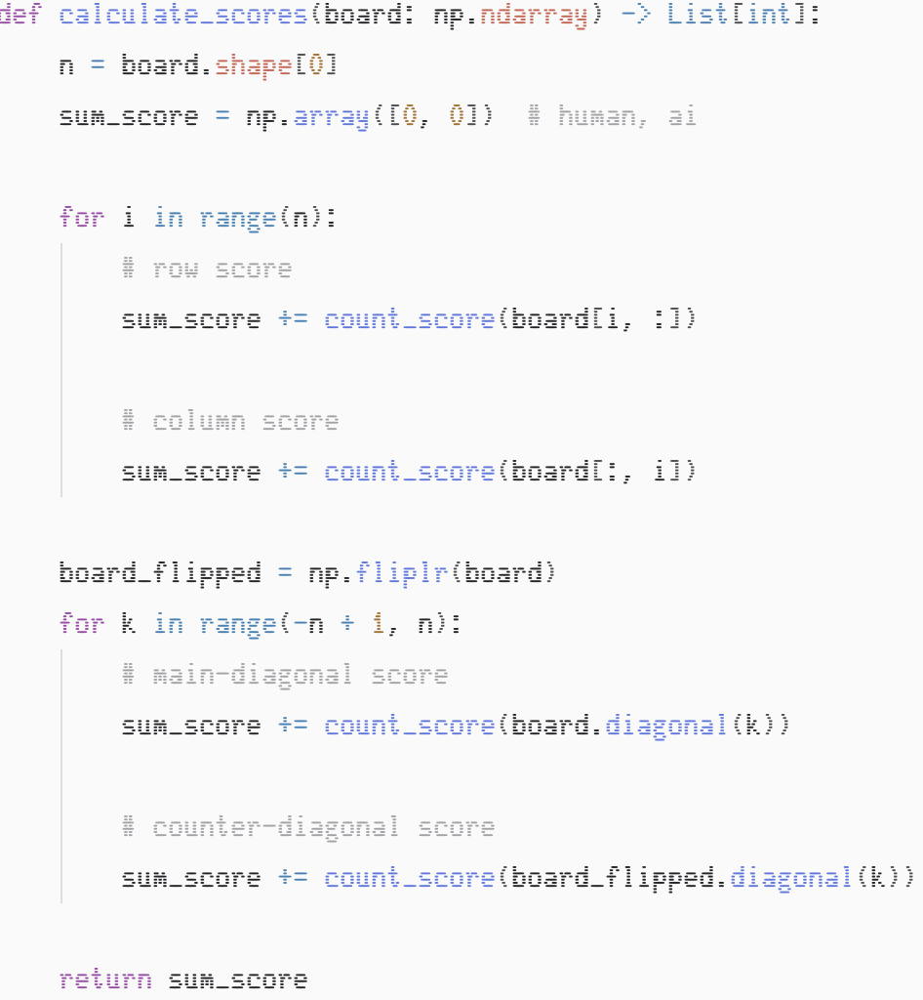 def calculate_scores(board: np.ndarray) -> List[int]:
    n = board.shape[0]
    sum_score = np.array([0, 0])  # human, ai

    for i in range(n):
        # row score
        sum_score += count_score(board[i, :])

        # column score
        sum_score += count_score(board[:, i])

    board_flipped = np.fliplr(board)
    for k in range(-n + 1, n):
        # main-diagonal score
        sum_score += count_score(board.diagonal(k))

        # counter-diagonal score
        sum_score += count_score(board_flipped.diagonal(k))

    return sum_score